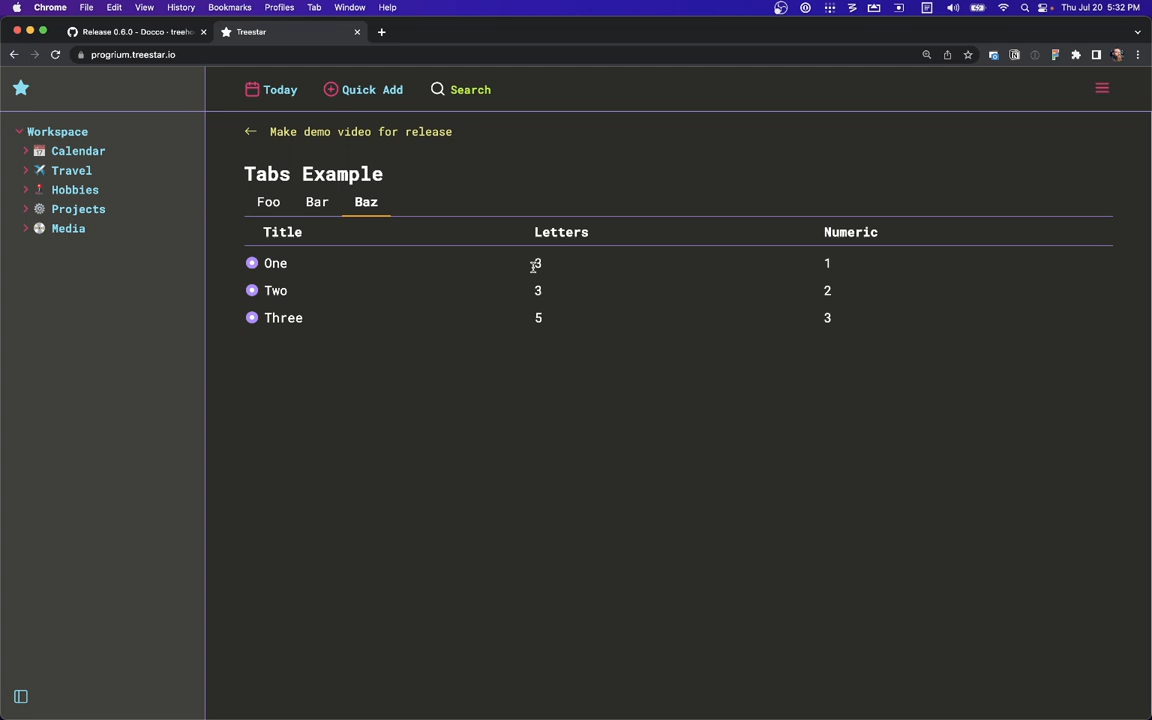 Chrome File Edit View History Bookmarks Profiles Tab Window Help Thu Jul 20 5:32 PM
Release 0.6.0 - Docco · treeho Treestar
progrium.treestar.io
Today Quick Add Search
Workspace
Calendar
Travel
Hobbies
Projects
Media
← Make demo video for release
Tabs Example
Foo Bar Baz
Title Letters Numeric
One 3 1
Two 3 2
Three 5 3